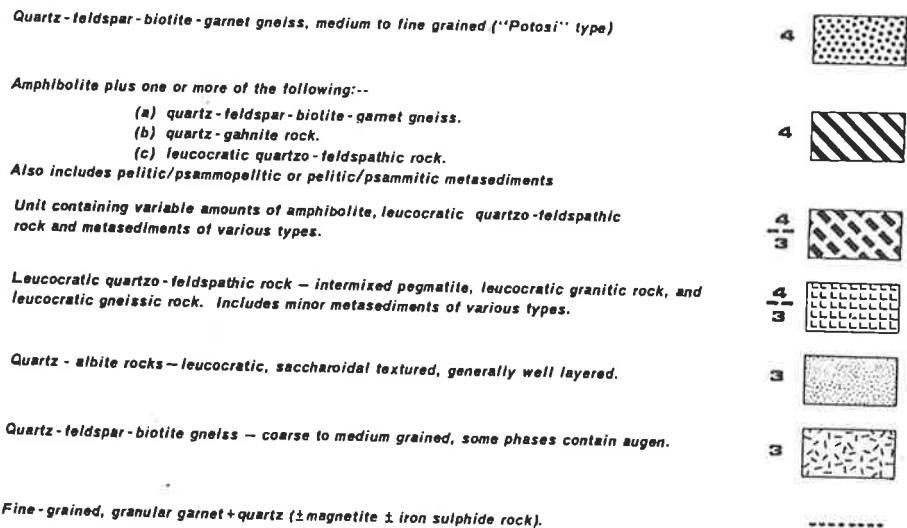 Quartz-feldspar-biotite-garnet gneiss, medium to fine grained ("Potosi" type)
4
Amphibolite plus one or more of the following:--
(a) quartz-feldspar-biotite-garnet gneiss.
(b) quartz-gahnite rock.
4
(c) leucocratic quartzo-feldspathic rock.
Also includes pelitic/psammopelitic or pelitic/psammitic metasediments
Unit containing variable amounts of amphibolite, leucocratic quartzo-feldspathic
rock and metasediments of various types.
4
3
Leucocratic quartzo-feldspathic rock — intermixed pegmatite, leucocratic granitic rock, and
leucocratic gneissic rock. Includes minor metasediments of various types.
4
3
Quartz-albite rocks—leucocratic, saccharoidal textured, generally well layered.
3
Quartz-feldspar-biotite gneiss — coarse to medium grained, some phases contain augen.
3
Fine-grained, granular garnet+quartz (±magnetite ± iron sulphide rock).